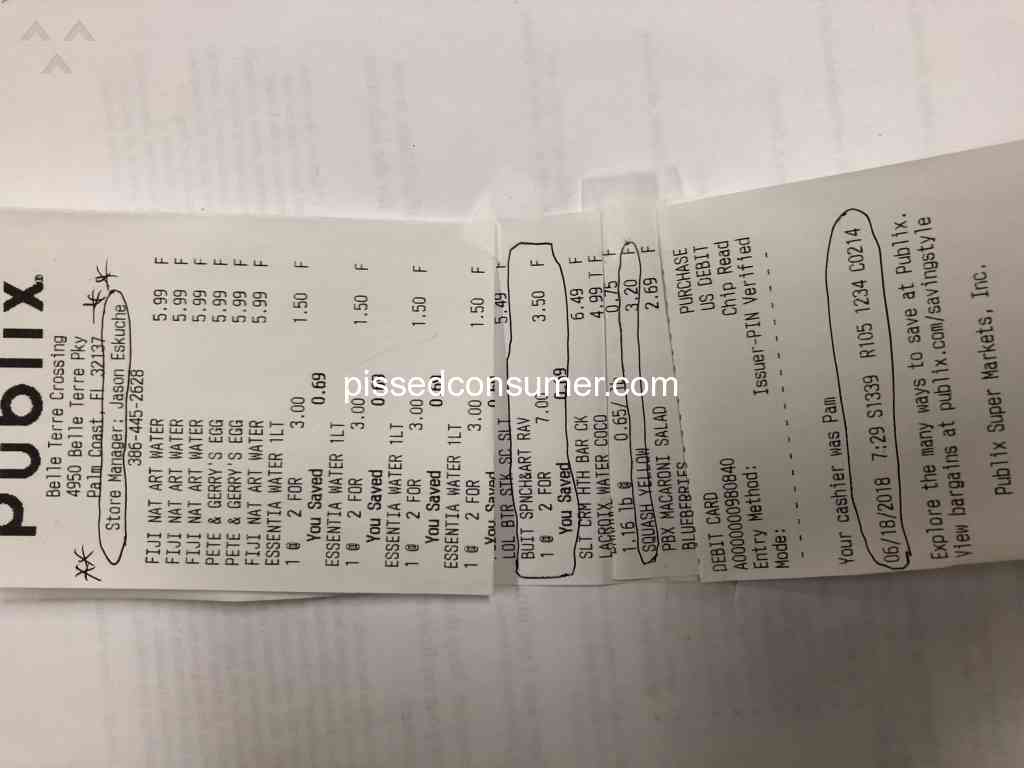 publix
Belle Terre Crossing
4950 Belle Terre Pky
Palm Coast, FL 32137
Store Manager: Jason Eskuche
386-445-2628
FIJI NAT ART WATER 5.99 F
FIJI NAT ART WATER 5.99 F
FIJI NAT ART WATER 5.99 F
PETE & GERRY'S EGG 5.99 F
PETE & GERRY'S EGG 5.99 F
FIJI NAT ART WATER 5.99 F
ESSENTIA WATER 1LT
1 @ 2 FOR 3.00 1.50 F
You Saved 0.69
ESSENTIA WATER 1LT
1 @ 2 FOR 3.00 1.50 F
You Saved
ESSENTIA WATER 1LT
1 @ 2 FOR 3.00 1.50 F
You Saved
ESSENTIA WATER 1LT
1 @ 2 FOR 3.00 1.50 F
You Saved
LOL BTR STK SC SLT 5.49 F
BUIT SPNCH&ART RAV
1 @ 2 FOR 7.00 3.50 F
You Saved
SLT CRM HTH BAR CK 6.49 F
LACROIX WATER COCO 4.99 T F
1.16 lb @ 0.65/ 0.75 F
SQUASH YELLOW
PBX MACARONI SALAD 3.20 F
BLUEBERRIES 2.69 F
DEBIT CARD PURCHASE
A0000000980840 US DEBIT
Entry Method: Chip Read
Mode: Issuer-PIN Verified
Your cashier was Pam
06/18/2018 7:29 S1339 R105 1234 C0214
Explore the many ways to save at Publix.
View bargains at publix.com/savingstyle
Publix Super Markets, Inc.
pissedconsumer.com